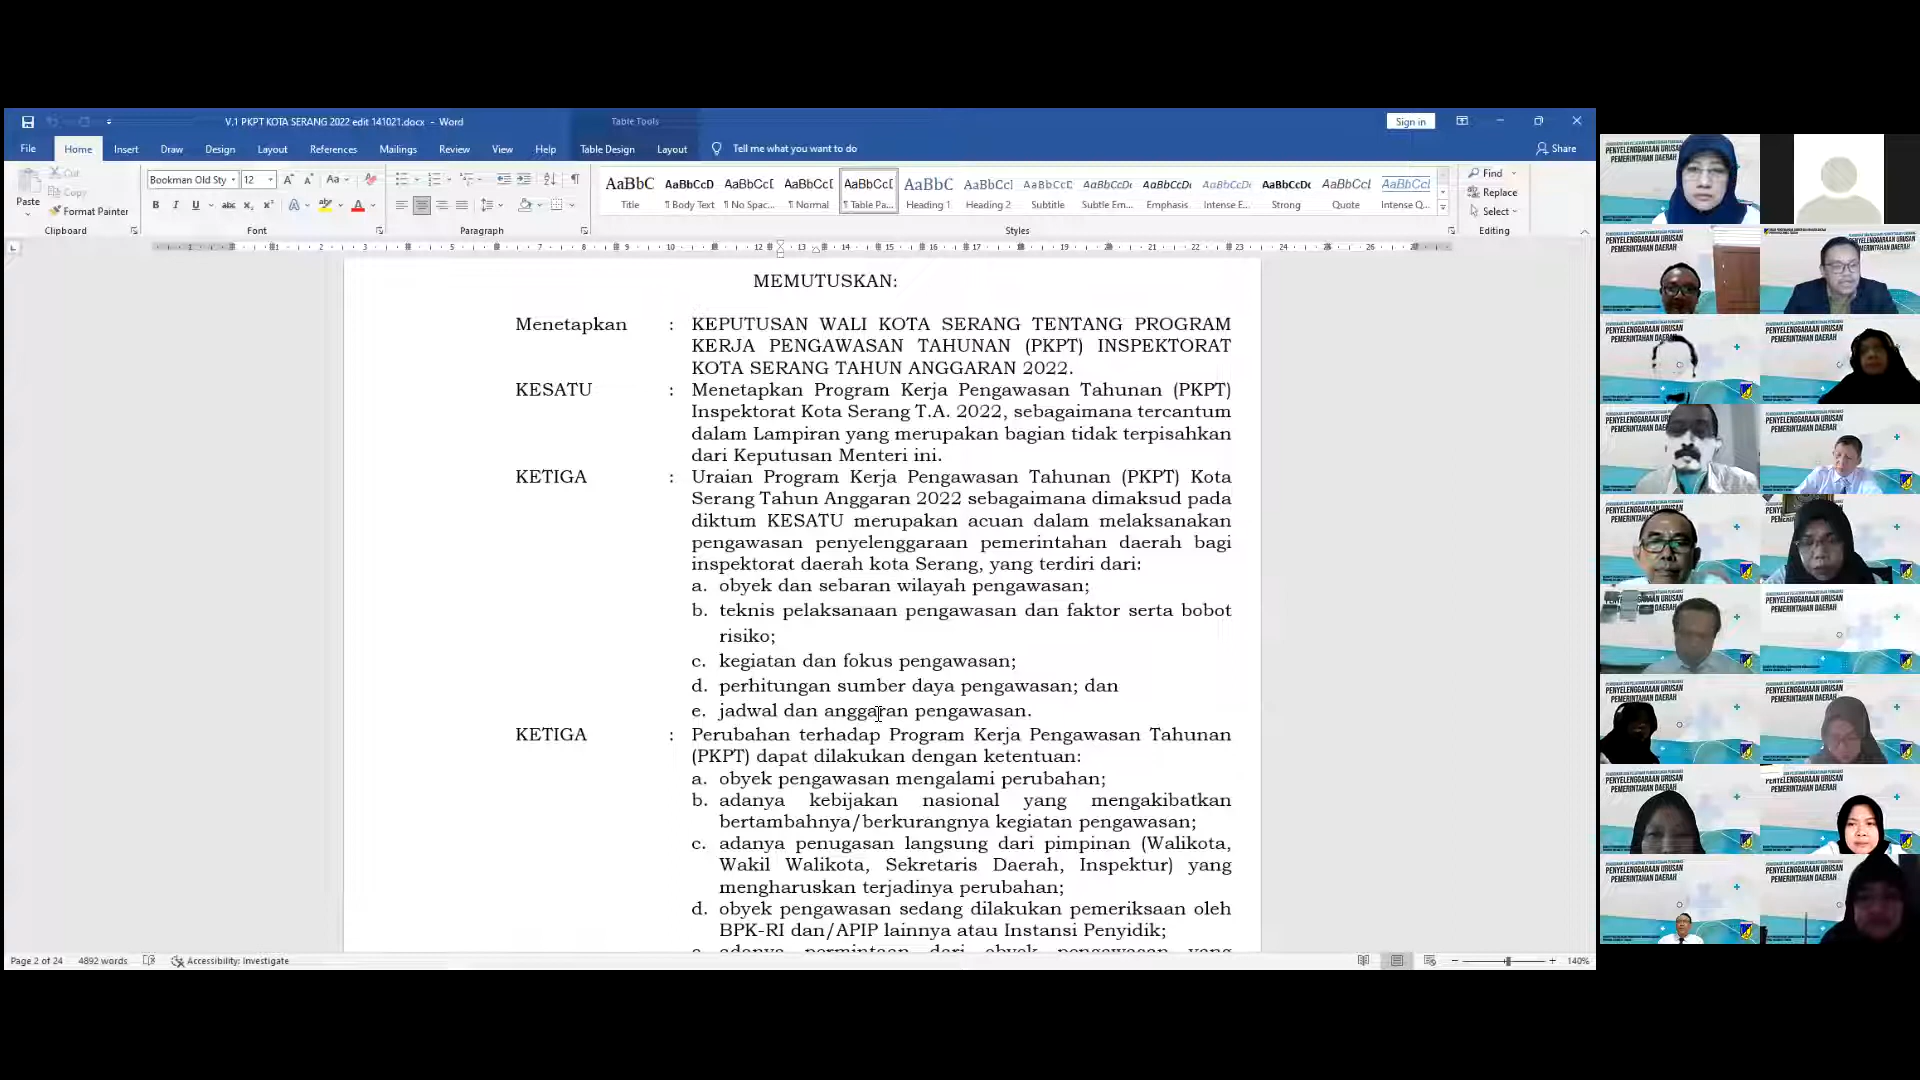 V.1 PKPT KOTA SERANG 2022 edit 141021.docx - Word
Table Tools
Sign in
File Home Insert Draw Design Layout References Mailings Review View Help Table Design Layout Tell me what you want to do Share
Paste
Cut
Copy
Format Painter
Clipboard
Bookman Old Sty 12
Font
Paragraph
AaBbC AaBbCcD AaBbCcI AaBbCcI AaBbCcI AaBbC AaBbCcI AaBbCcD AaBbCcDc AaBbCcDc AaBbCcDc AaBbCcDc AaBbCcI AaBbCcI
Title ¶ Body Text ¶ No Spac... ¶ Normal ¶ Table Pa... Heading 1 Heading 2 Subtitle Subtle Em... Emphasis Intense E... Strong Quote Intense Q...
Styles
Find
Replace
Select
Editing
MEMUTUSKAN:
Menetapkan : KEPUTUSAN WALI KOTA SERANG TENTANG PROGRAM
KERJA PENGAWASAN TAHUNAN (PKPT) INSPEKTORAT
KOTA SERANG TAHUN ANGGARAN 2022.
KESATU : Menetapkan Program Kerja Pengawasan Tahunan (PKPT)
Inspektorat Kota Serang T.A. 2022, sebagaimana tercantum
dalam Lampiran yang merupakan bagian tidak terpisahkan
dari Keputusan Menteri ini.
KETIGA : Uraian Program Kerja Pengawasan Tahunan (PKPT) Kota
Serang Tahun Anggaran 2022 sebagaimana dimaksud pada
diktum KESATU merupakan acuan dalam melaksanakan
pengawasan penyelenggaraan pemerintahan daerah bagi
inspektorat daerah kota Serang, yang terdiri dari:
a. obyek dan sebaran wilayah pengawasan;
b. teknis pelaksanaan pengawasan dan faktor serta bobot
risiko;
c. kegiatan dan fokus pengawasan;
d. perhitungan sumber daya pengawasan; dan
e. jadwal dan anggaran pengawasan.
KETIGA : Perubahan terhadap Program Kerja Pengawasan Tahunan
(PKPT) dapat dilakukan dengan ketentuan:
a. obyek pengawasan mengalami perubahan;
b. adanya kebijakan nasional yang mengakibatkan
bertambahnya/berkurangnya kegiatan pengawasan;
c. adanya penugasan langsung dari pimpinan (Walikota,
Wakil Walikota, Sekretaris Daerah, Inspektur) yang
mengharuskan terjadinya perubahan;
d. obyek pengawasan sedang dilakukan pemeriksaan oleh
BPK-RI dan/APIP lainnya atau Instansi Penyidik;
e. adanya permintaan dari obyek pengawasan yang
Page 2 of 24 4892 words Accessibility: Investigate 140%
PENYELENGGARAAN URUSAN
PEMERINTAHAN DAERAH